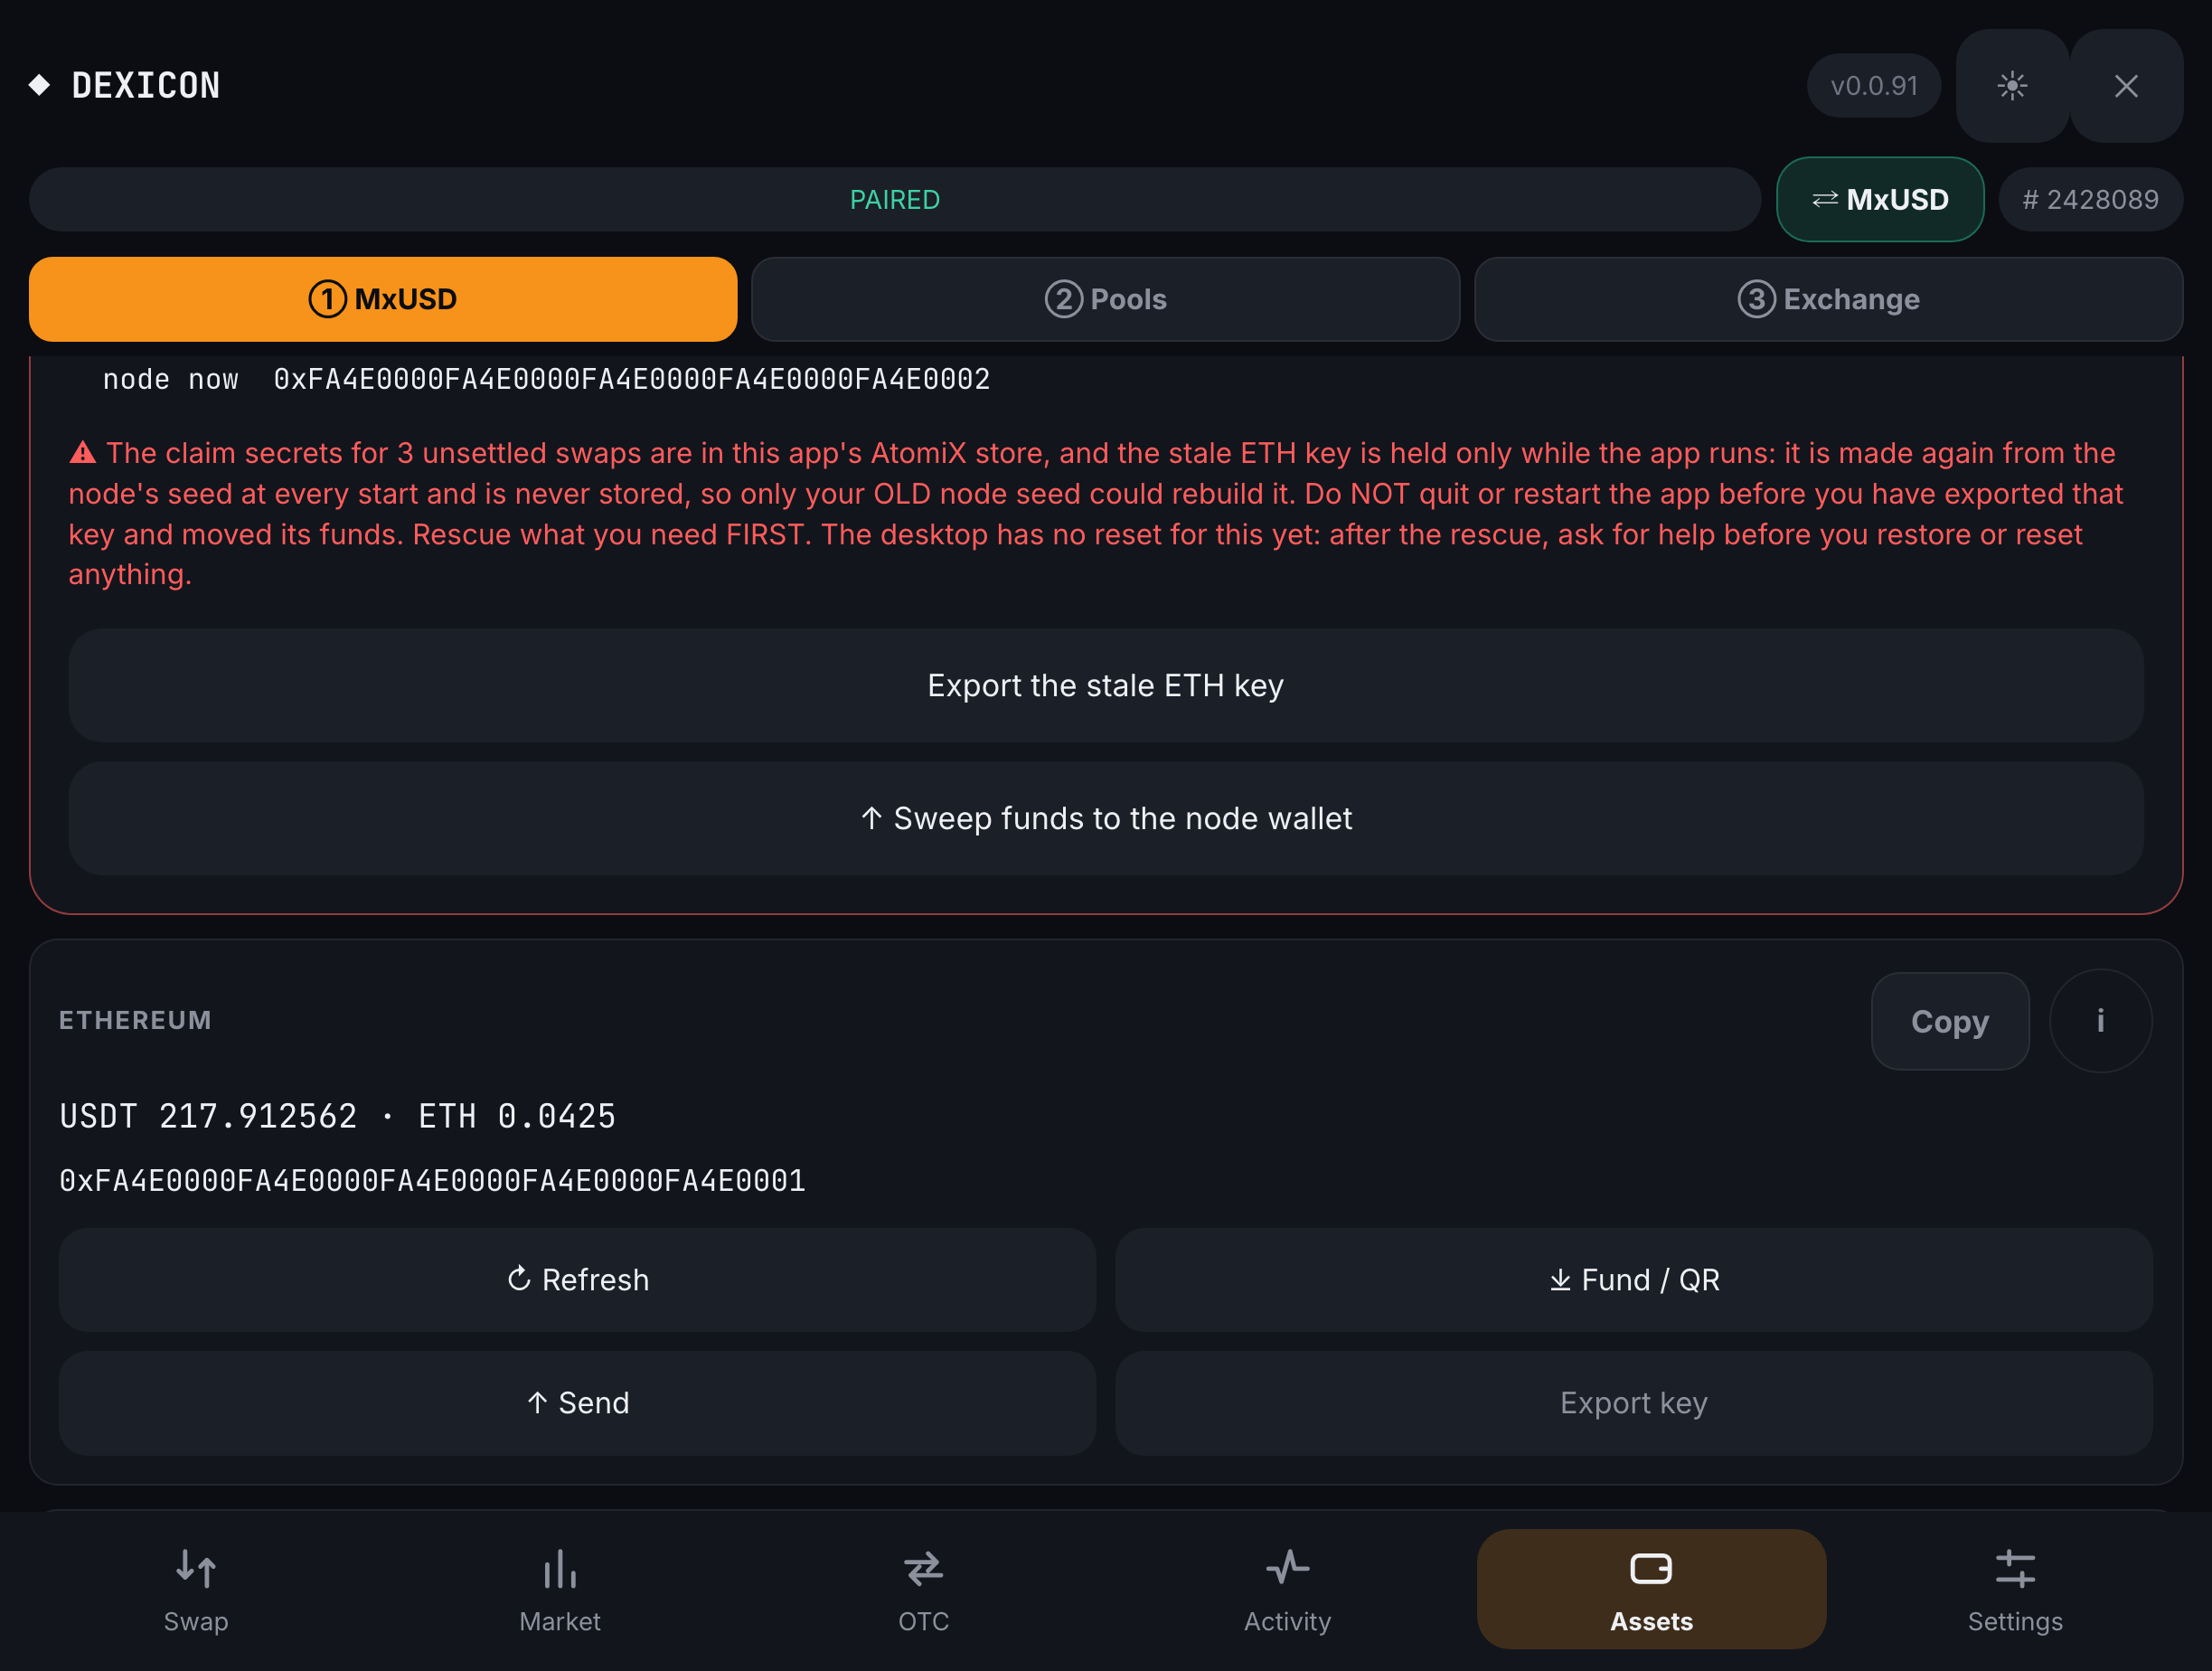 ◆ DEXICON
v0.0.91
PAIRED
⇄ MxUSD
# 2428089
① MxUSD
② Pools
③ Exchange
node now 0xFA4E0000FA4E0000FA4E0000FA4E0000FA4E0002
⚠ The claim secrets for 3 unsettled swaps are in this app's AtomiX store, and the stale ETH key is held only while the app runs: it is made again from the
node's seed at every start and is never stored, so only your OLD node seed could rebuild it. Do NOT quit or restart the app before you have exported that
key and moved its funds. Rescue what you need FIRST. The desktop has no reset for this yet: after the rescue, ask for help before you restore or reset
anything.
Export the stale ETH key
↑ Sweep funds to the node wallet
ETHEREUM
Copy
i
USDT 217.912562 · ETH 0.0425
0xFA4E0000FA4E0000FA4E0000FA4E0000FA4E0001
↻ Refresh
⤓ Fund / QR
↑ Send
Export key
Swap
Market
OTC
Activity
Assets
Settings